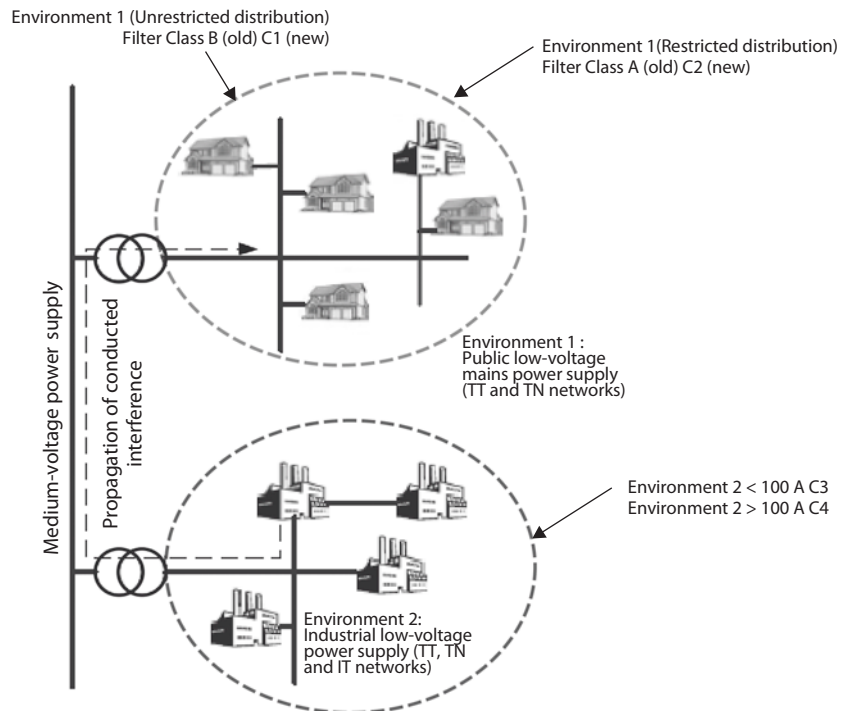 Environment 1 (Unrestricted distribution)
Filter Class B (old) C1 (new)
Environment 1(Restricted distribution)
Filter Class A (old) C2 (new)
Medium-voltage power supply
Propagation of conducted
interference
Environment 1 :
Public low-voltage
mains power supply
(TT and TN networks)
Environment 2 < 100 A C3
Environment 2 > 100 A C4
Environment 2:
Industrial low-voltage
power supply (TT, TN
and IT networks)